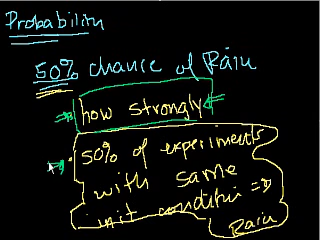 Probability
50% chance of Rain
how strongly
50% of experiments
with same
init condition ⇒
Rain